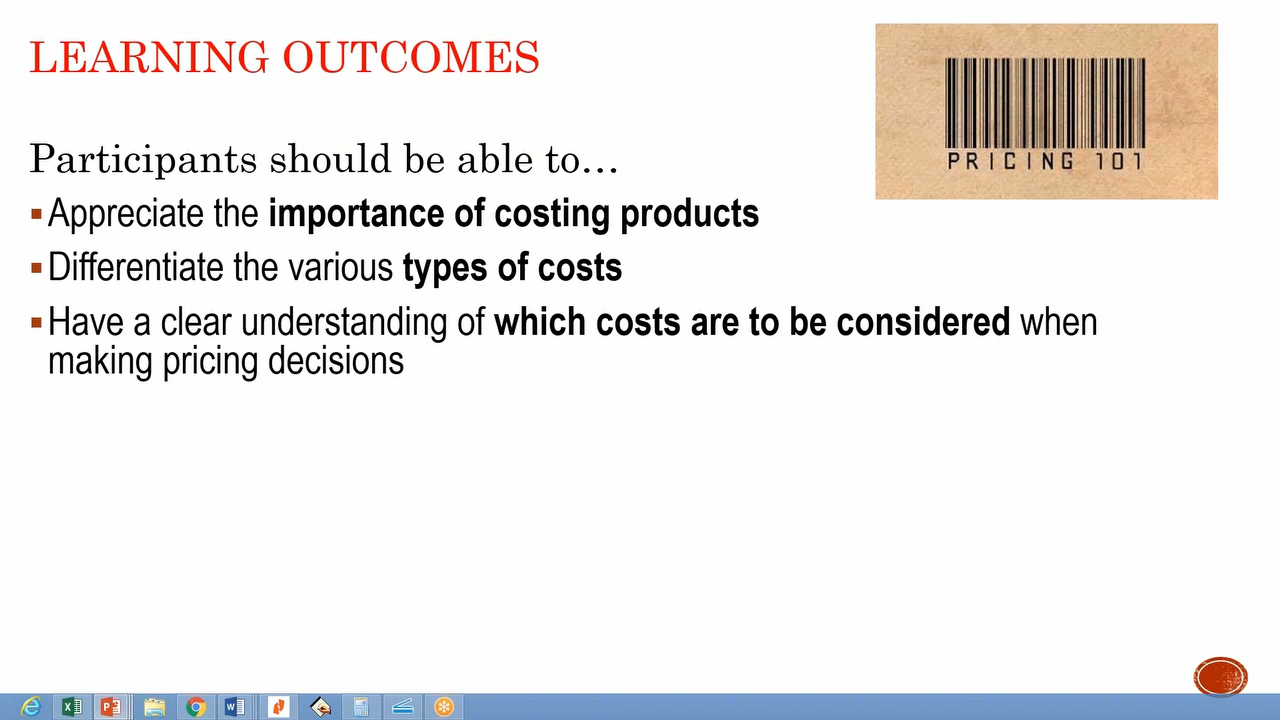 LEARNING OUTCOMES
PRICING 101
Participants should be able to…
▪Appreciate the importance of costing products
▪Differentiate the various types of costs
▪Have a clear understanding of which costs are to be considered when
making pricing decisions